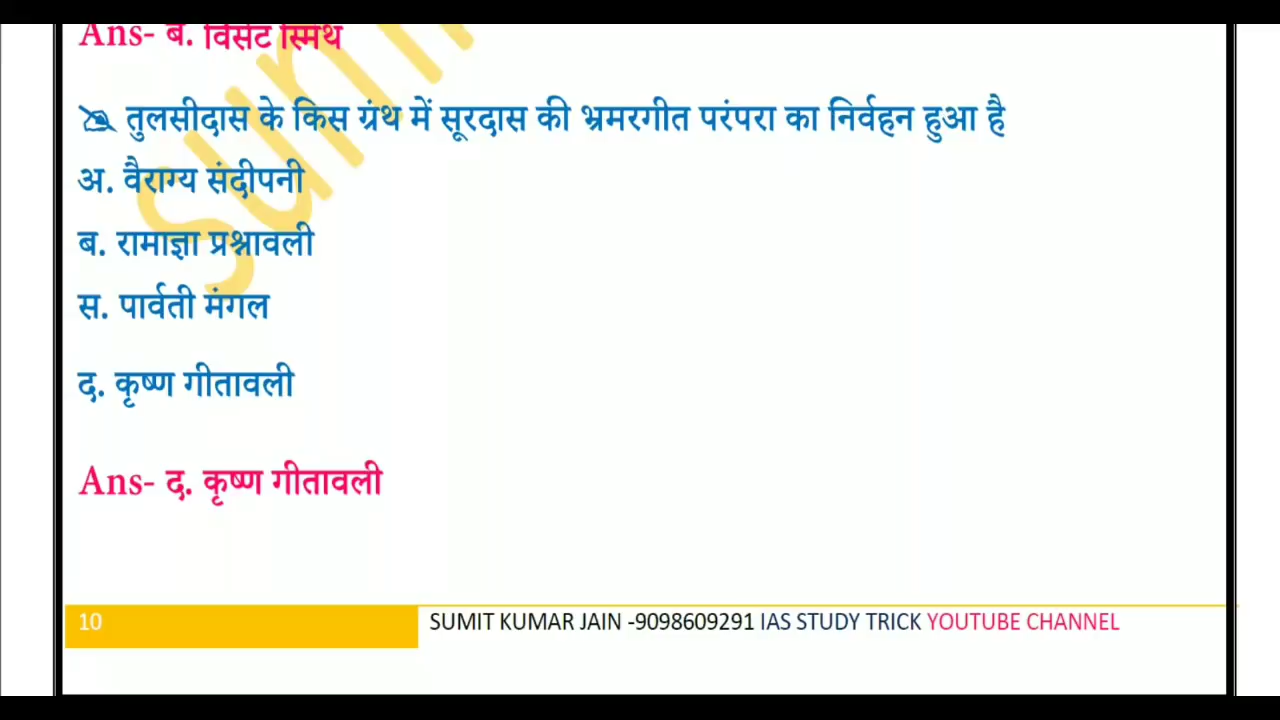 Ans- ब. विसेंट स्मिथ
तुलसीदास के किस ग्रंथ में सूरदास की भ्रमरगीत परंपरा का निर्वहन हुआ है
अ. वैराग्य संदीपनी
ब. रामाज्ञा प्रश्नावली
स. पार्वती मंगल
द. कृष्ण गीतावली
Ans- द. कृष्ण गीतावली
10 SUMIT KUMAR JAIN -9098609291 IAS STUDY TRICK YOUTUBE CHANNEL